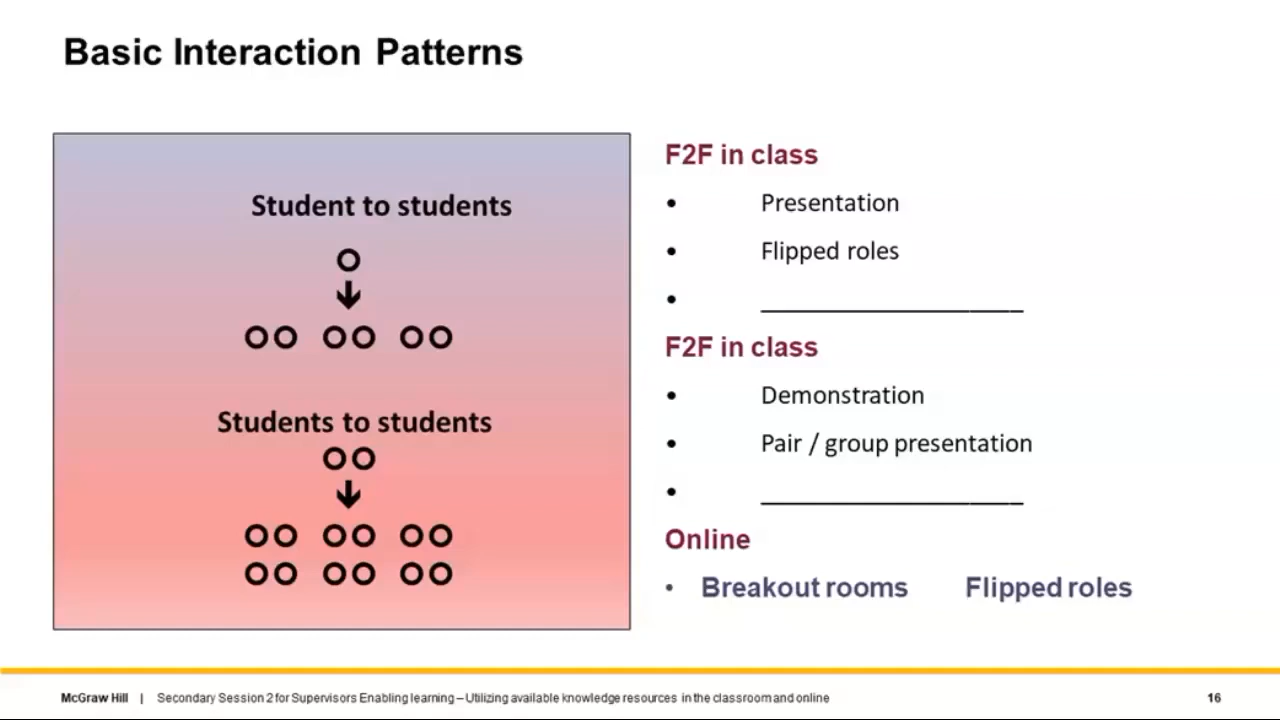 Basic Interaction Patterns
Student to students
Students to students
F2F in class
• Presentation
• Flipped roles
• ____________________
F2F in class
• Demonstration
• Pair / group presentation
• ____________________
Online
• Breakout rooms Flipped roles
McGraw Hill | Secondary Session 2 for Supervisors Enabling learning – Utilizing available knowledge resources in the classroom and online 16